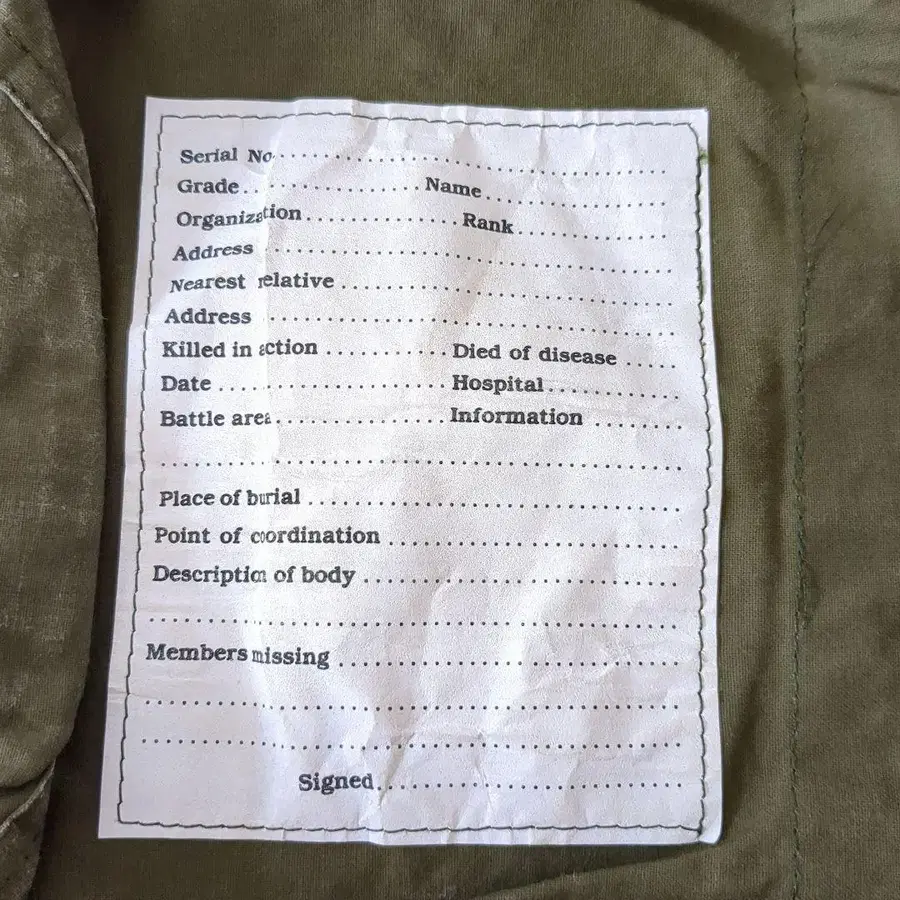 Serial No....................................................
Grade.......................Name.......................
Organization.................Rank..................
Address.............................................
Nearest relative....................................
Address.............................................
Killed in action............Died of disease......
Date.......................Hospital.............
Battle area.................Information.........
....................................................
Place of burial.....................................
Point of coordination...............................
Description of body.................................
....................................................
Members missing.....................................
....................................................
....................................................
Signed..............................